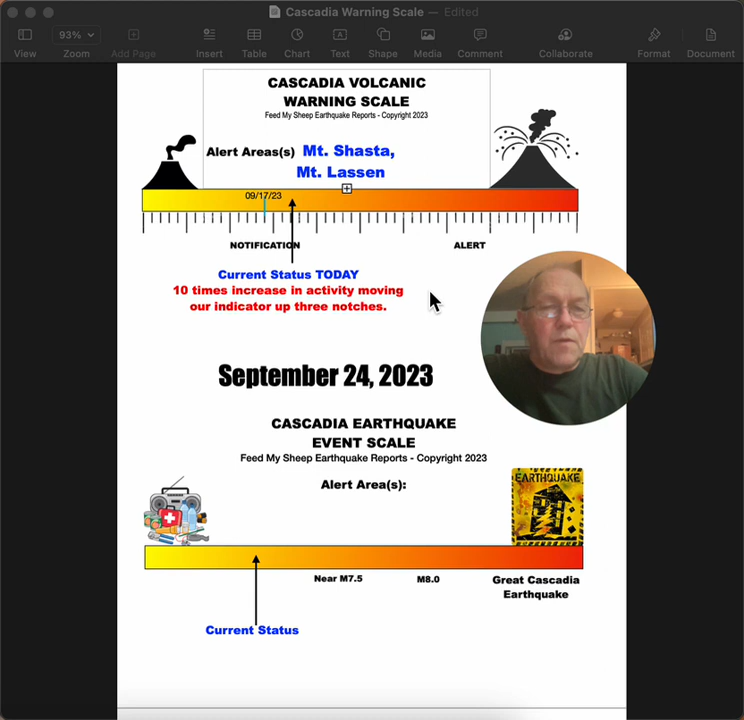 Cascadia Warning Scale — Edited
View
93%
Zoom
Add Page
Insert
Table
Chart
Text
Shape
Media
Comment
Collaborate
Format
Document
CASCADIA VOLCANIC
WARNING SCALE
Feed My Sheep Earthquake Reports - Copyright 2023
Alert Areas(s) Mt. Shasta,
Mt. Lassen
09/17/23
NOTIFICATION
ALERT
Current Status TODAY
10 times increase in activity moving
our indicator up three notches.
September 24, 2023
CASCADIA EARTHQUAKE
EVENT SCALE
Feed My Sheep Earthquake Reports - Copyright 2023
Alert Area(s):
EARTHQUAKE
Near M7.5
M8.0
Great Cascadia
Earthquake
Current Status